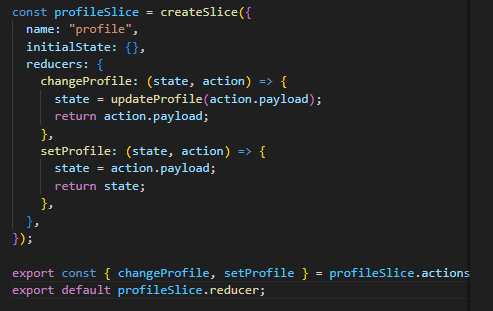 const profileSlice = createSlice({
  name: "profile",
  initialState: {},
  reducers: {
    changeProfile: (state, action) => {
      state = updateProfile(action.payload);
      return action.payload;
    },
    setProfile: (state, action) => {
      state = action.payload;
      return state;
    },
  },
});

export const { changeProfile, setProfile } = profileSlice.actions
export default profileSlice.reducer;